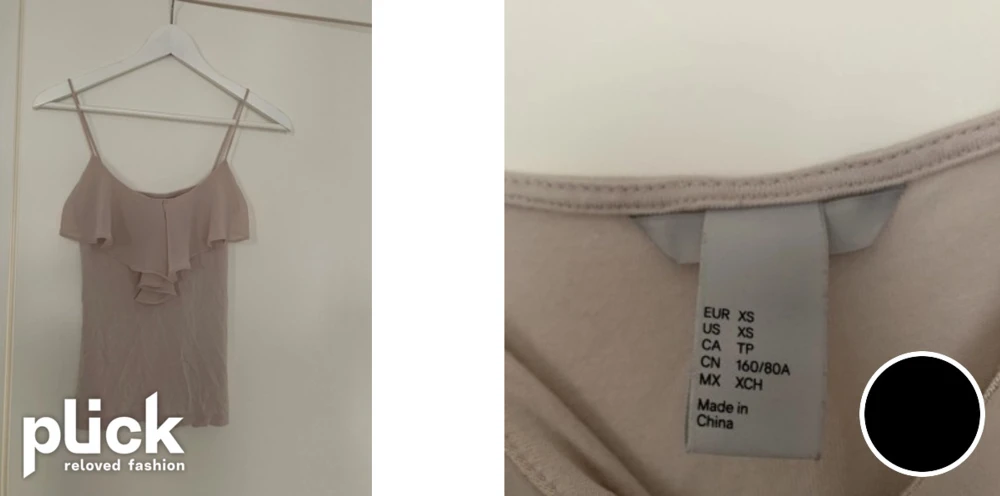 plick
reloved fashion
EUR XS
US XS
CA TP
CN 160/80A
MX XCH
Made in
China